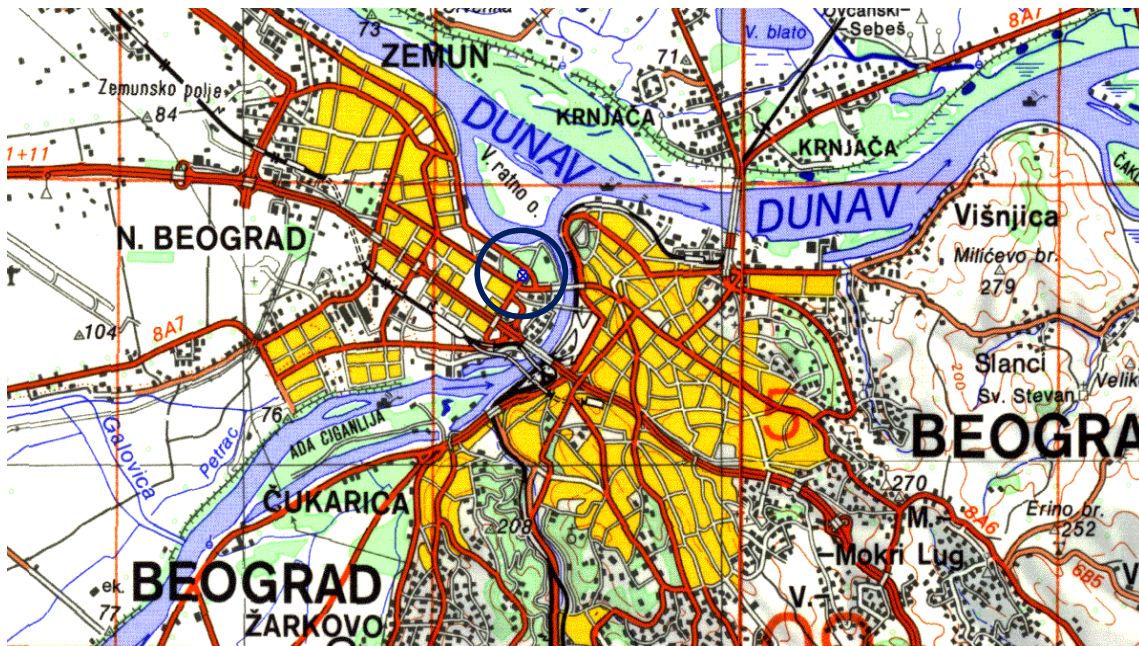 73
ZEMUN
71
Ovčanski-
Sebeš
V. blato
8A7
Zemunsko polje
84
KRNJAČA
KRNJAČA
DUNAV
1+11
V. ratno o.
DUNAV
Višnjica
N. BEOGRAD
Milićevo br.
279
104
8A7
Slanci
200
Sv. Stevan
76
ADA CIGANLIJA
5
BEOGRA
Galovica
Petrac
ČUKARICA
208
270
8A6
M.-
Erino br.
252
-Mokri Lug
6B5
ek.
BEOGRAD
77
V.-
V
ŽARKOVO